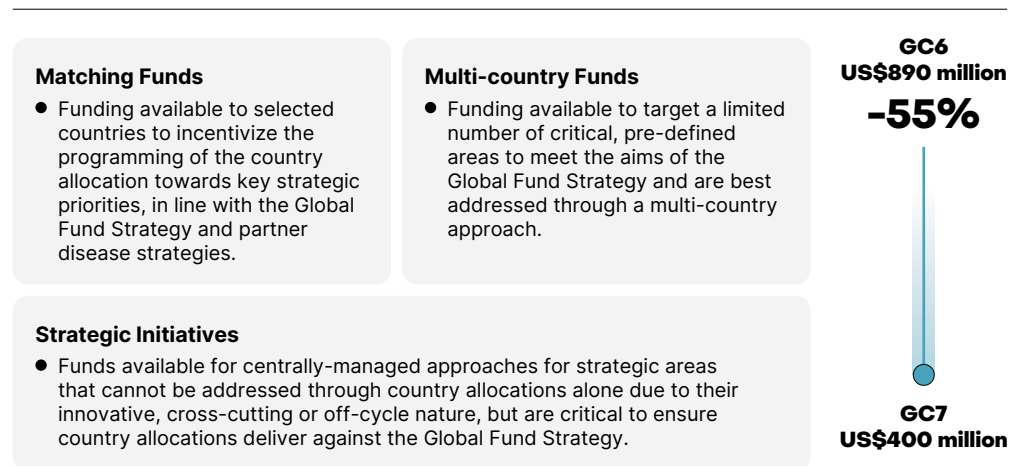 Matching Funds
● Funding available to selected
countries to incentivize the
programming of the country
allocation towards key strategic
priorities, in line with the Global
Fund Strategy and partner
disease strategies.
Multi-country Funds
● Funding available to target a limited
number of critical, pre-defined
areas to meet the aims of the
Global Fund Strategy and are best
addressed through a multi-country
approach.
Strategic Initiatives
● Funds available for centrally-managed approaches for strategic areas
that cannot be addressed through country allocations alone due to their
innovative, cross-cutting or off-cycle nature, but are critical to ensure
country allocations deliver against the Global Fund Strategy.
GC6
US$890 million
-55%
GC7
US$400 million